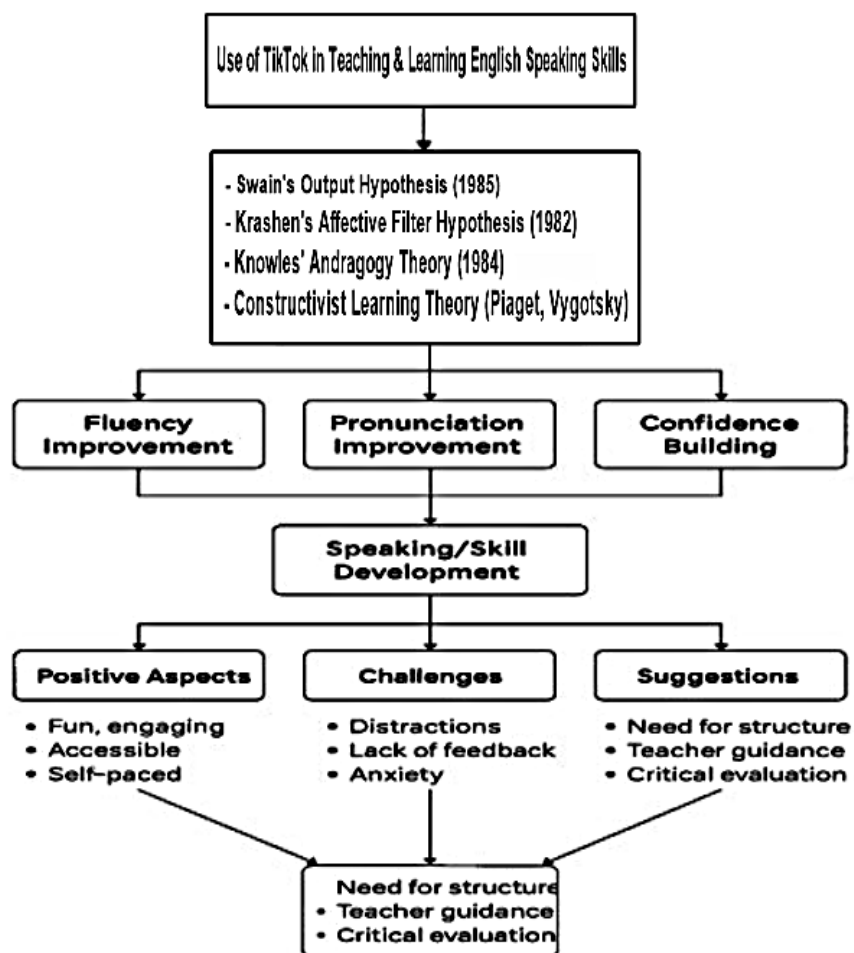 Use of TikTok in Teaching & Learning English Speaking Skills
- Swain's Output Hypothesis (1985)
- Krashen's Affective Filter Hypothesis (1982)
- Knowles' Andragogy Theory (1984)
- Constructivist Learning Theory (Piaget, Vygotsky)
Fluency
Improvement
Pronunciation
Improvement
Confidence
Building
Speaking/Skill
Development
Positive Aspects
• Fun, engaging
• Accessible
• Self-paced
Challenges
• Distractions
• Lack of feedback
• Anxiety
Suggestions
• Need for structure
• Teacher guidance
• Critical evaluation
Need for structure
• Teacher guidance
• Critical evaluation